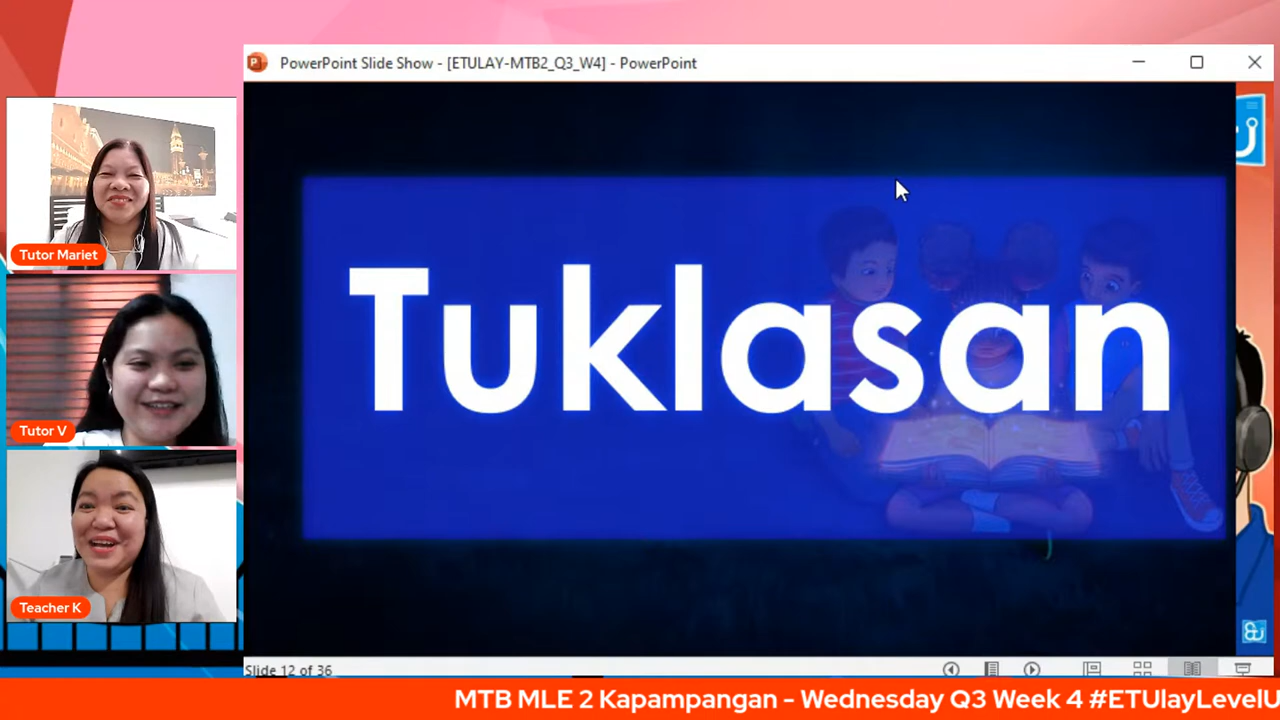 PowerPoint Slide Show - [ETULAY-MTB2_Q3_W4] - PowerPoint
Tutor Mariet
Tutor V
Teacher K
Tuklasan
Slide 12 of 36
MTB MLE 2 Kapampangan - Wednesday Q3 Week 4 #ETUlayLevelU